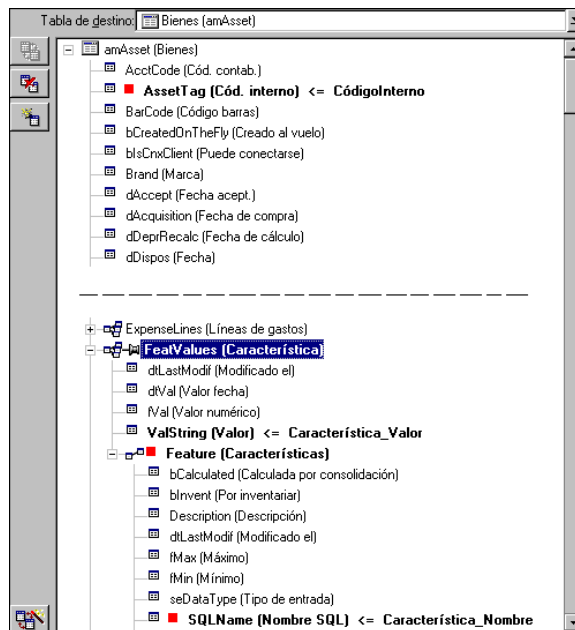 Tabla de destino: Bienes (amAsset)
amAsset (Bienes)
AcctCode (Cód. contab.)
AssetTag (Cód. interno) <= CódigoInterno
BarCode (Código barras)
bCreatedOnTheFly (Creado al vuelo)
bIsCnxClient (Puede conectarse)
Brand (Marca)
dAccept (Fecha acept.)
dAcquisition (Fecha de compra)
dDeprRecalc (Fecha de cálculo)
dDispos (Fecha)
ExpenseLines (Líneas de gastos)
FeatValues (Característica)
dtLastModif (Modificado el)
dtVal (Valor fecha)
fVal (Valor numérico)
ValString (Valor) <= Característica_Valor
Feature (Características)
bCalculated (Calculada por consolidación)
bInvent (Por inventariar)
Description (Descripción)
dtLastModif (Modificado el)
fMax (Máximo)
fMin (Mínimo)
seDataType (Tipo de entrada)
SQLName (Nombre SQL) <= Característica_Nombre